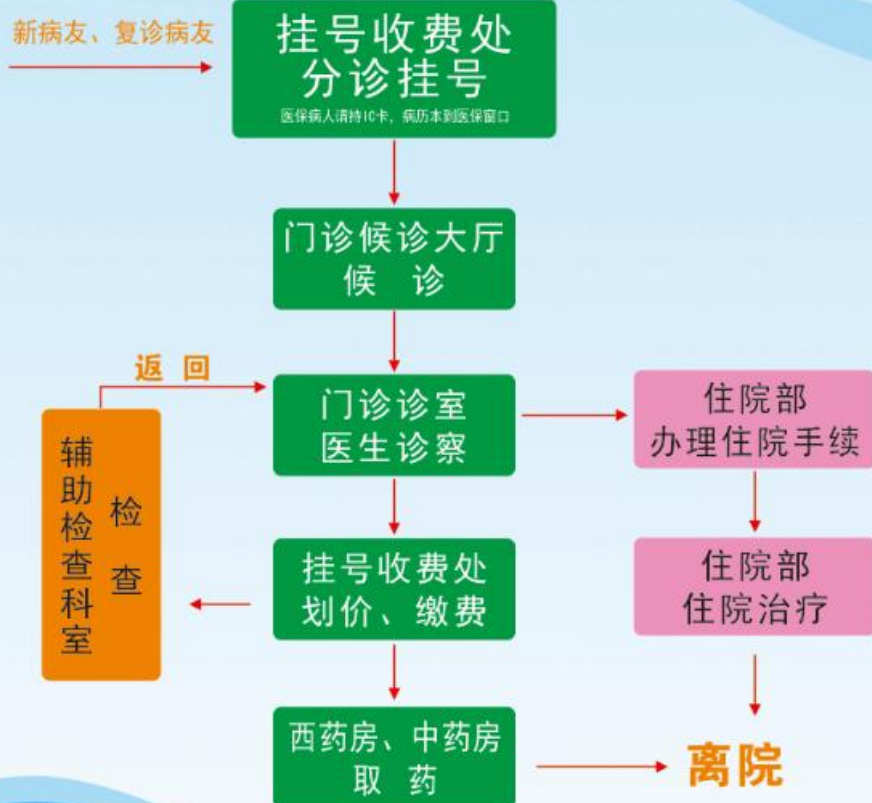 新病友、复诊病友
挂号收费处
分诊挂号
医保病人请持IC卡，病历本到医保窗口
门诊候诊大厅
候 诊
返 回
门诊诊室
医生诊察
住院部
办理住院手续
辅助检查科室
检查
挂号收费处
划价、缴费
住院部
住院治疗
西药房、中药房
取 药
离院